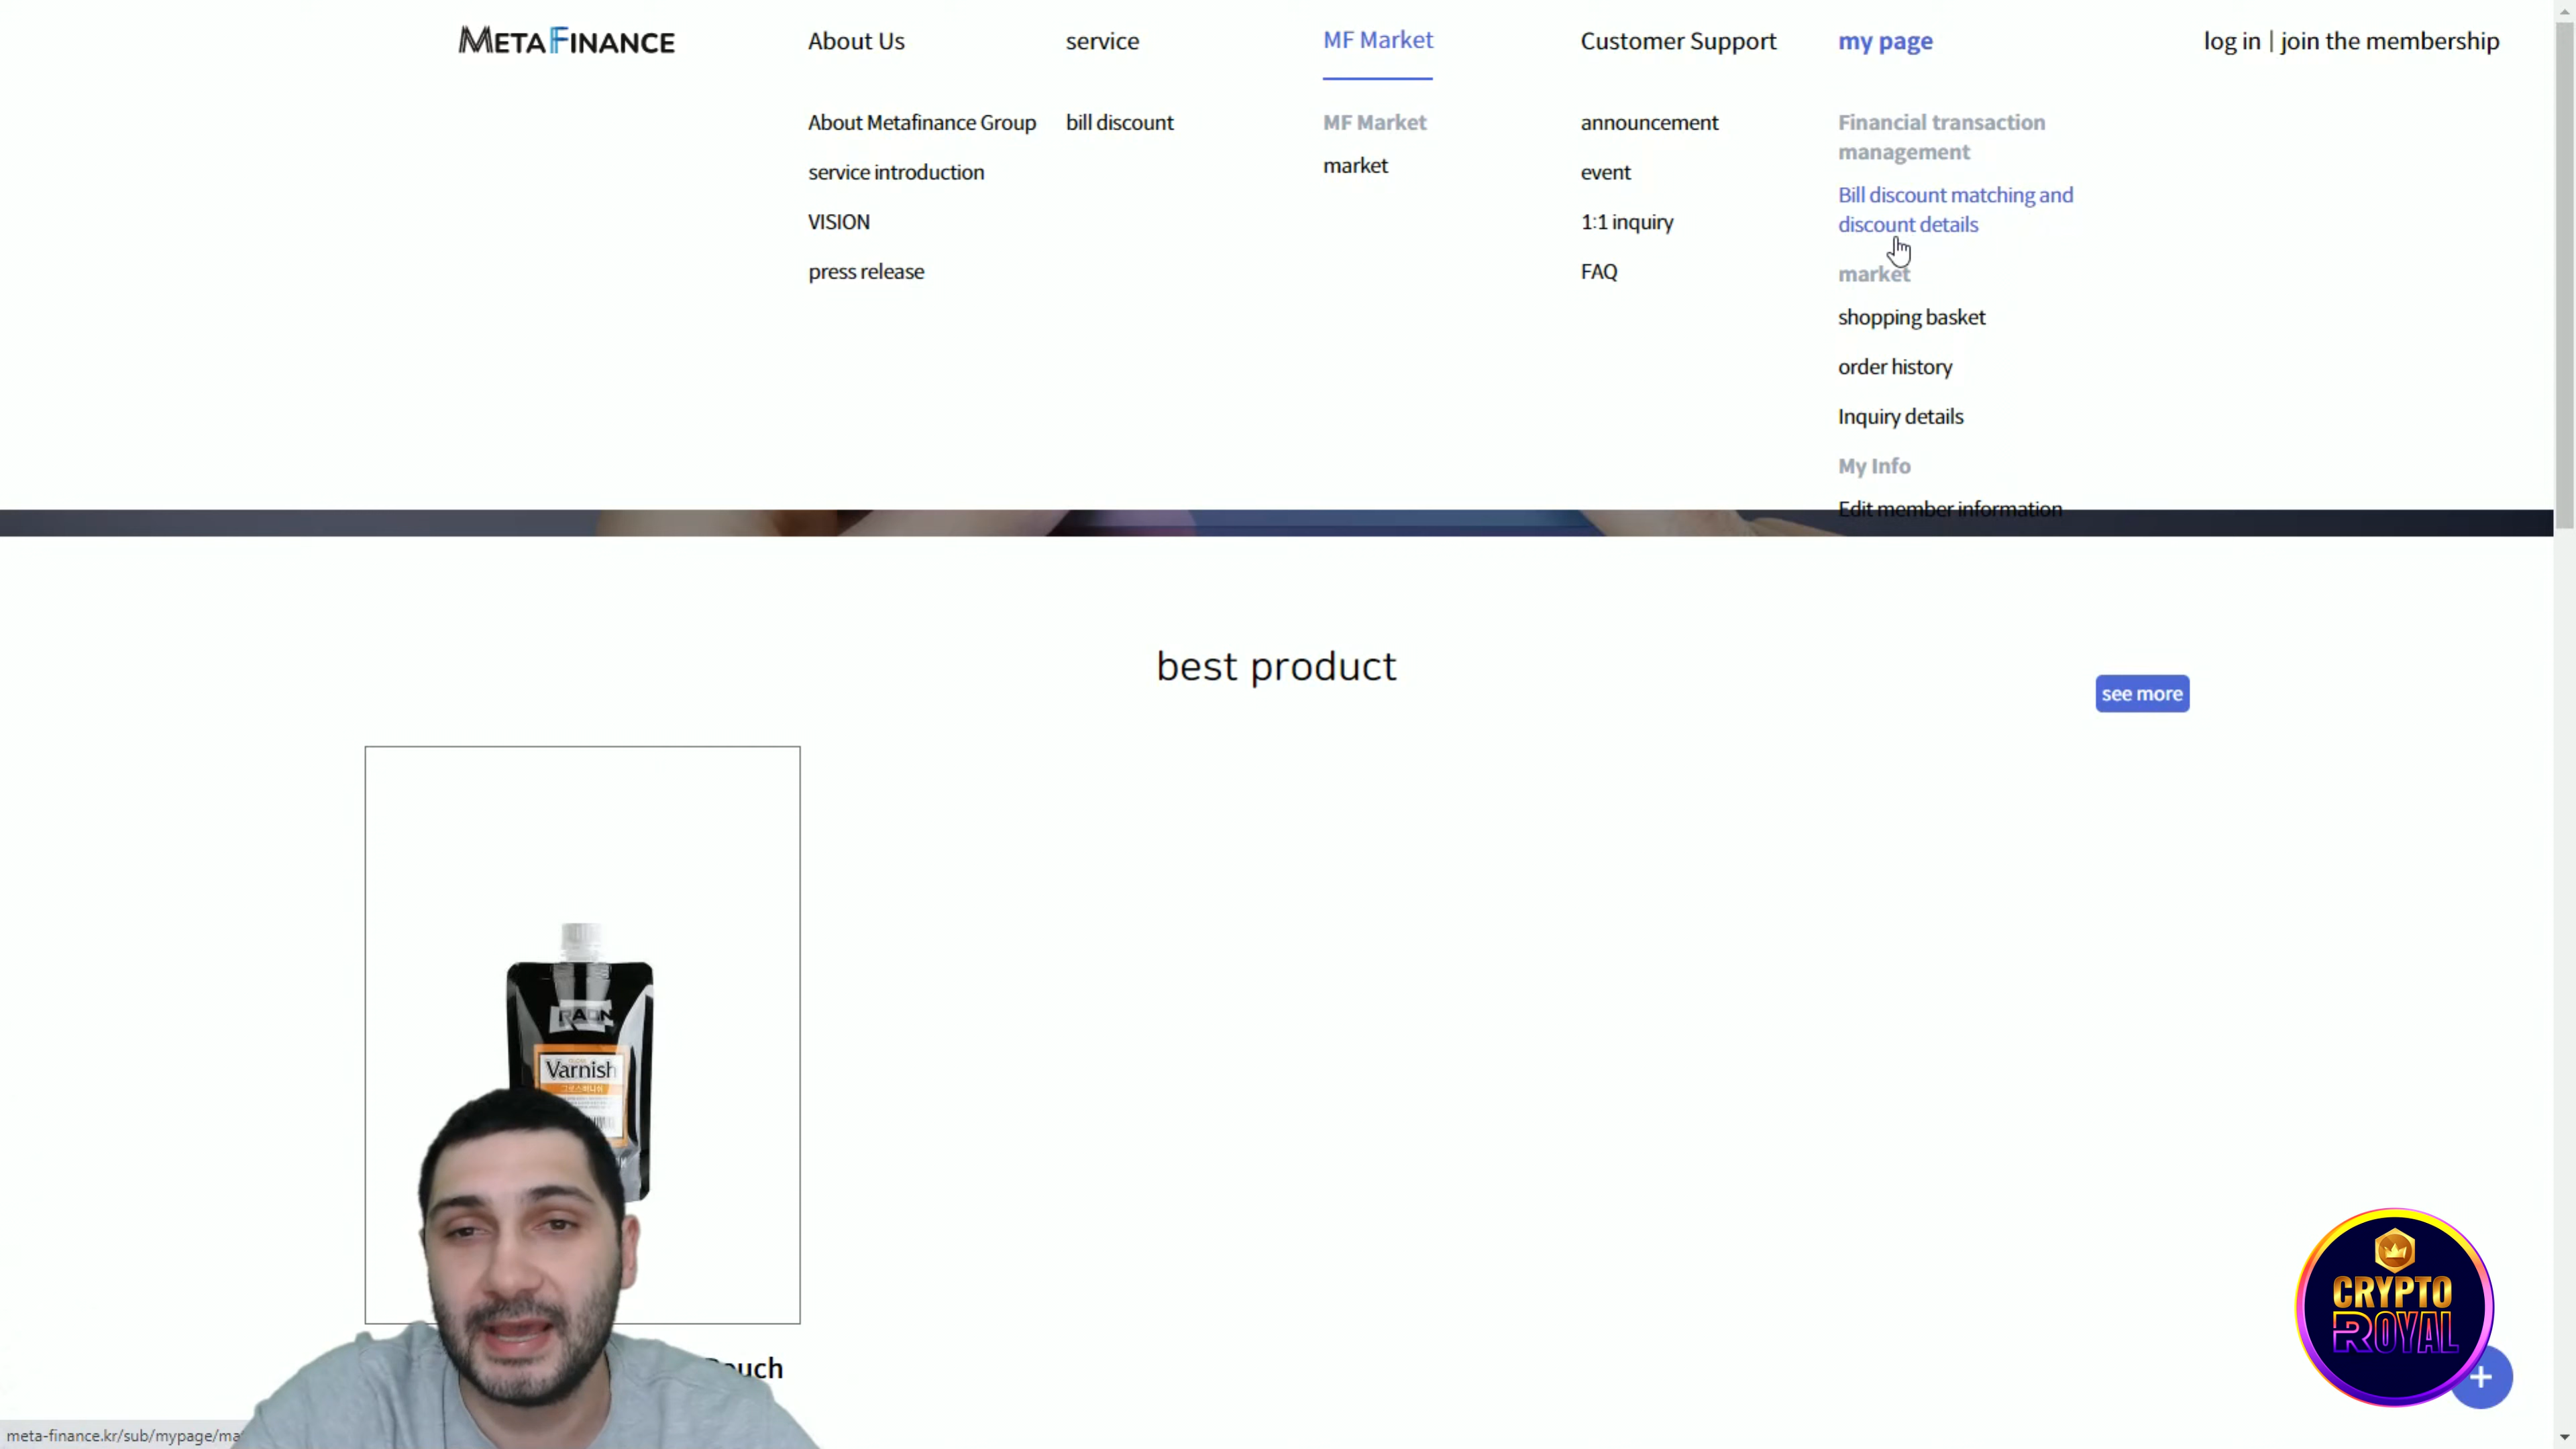 METAFINANCE
About Us
service
MF Market
Customer Support
my page
log in | join the membership
About Metafinance Group
service introduction
VISION
press release
bill discount
MF Market
market
announcement
event
1:1 inquiry
FAQ
Financial transaction
management
Bill discount matching and
discount details
market
shopping basket
order history
Inquiry details
My Info
Edit member information
best product
see more
RAON
Varnish
CRYPTO
ROYAL
+
meta-finance.kr/sub/mypage/ma